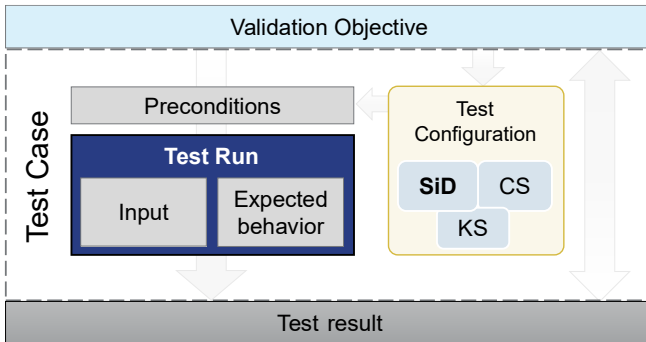 Validation Objective
Test Case
Preconditions
Test Run
Input
Expected
behavior
Test
Configuration
SiD
CS
KS
Test result